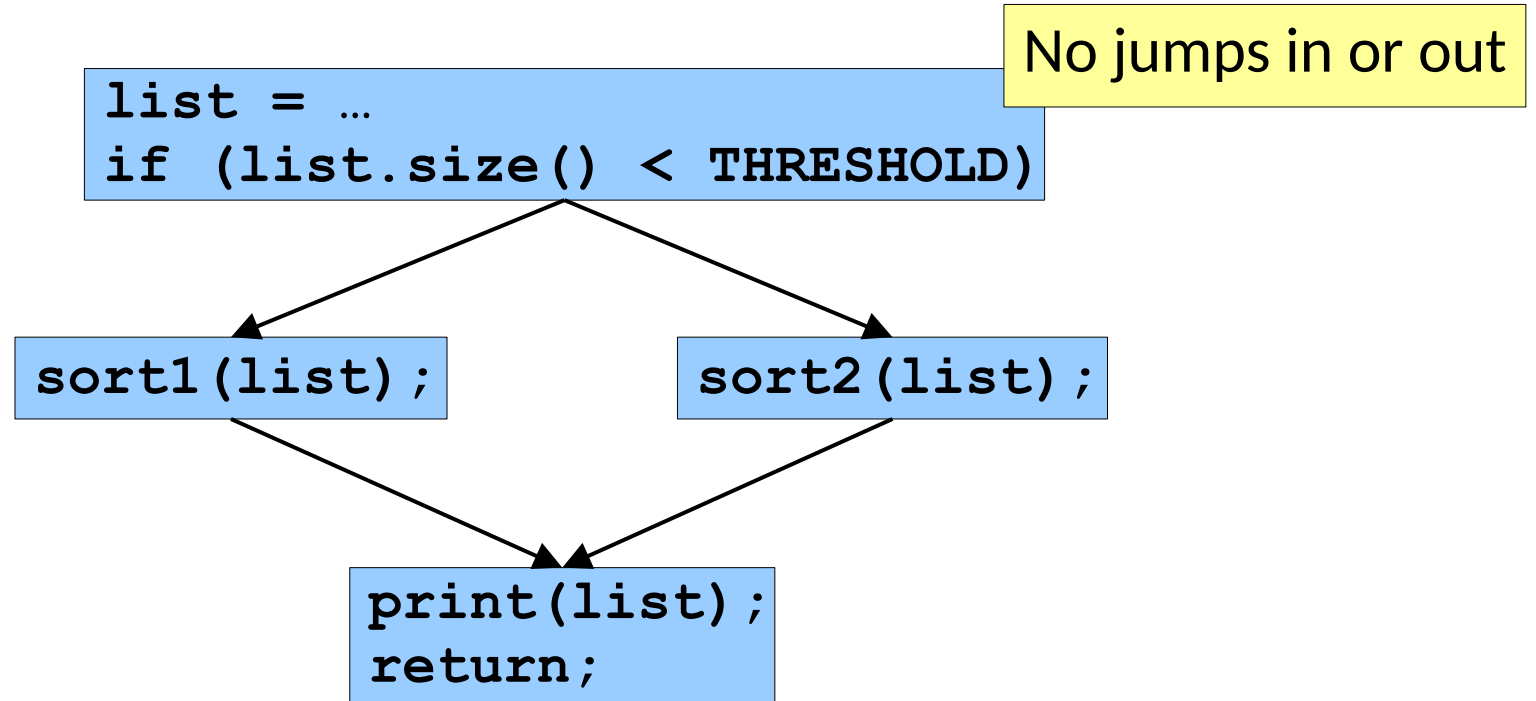 No jumps in or out
list = …
if (list.size() < THRESHOLD)
sort1(list);
sort2(list);
print(list);
return;